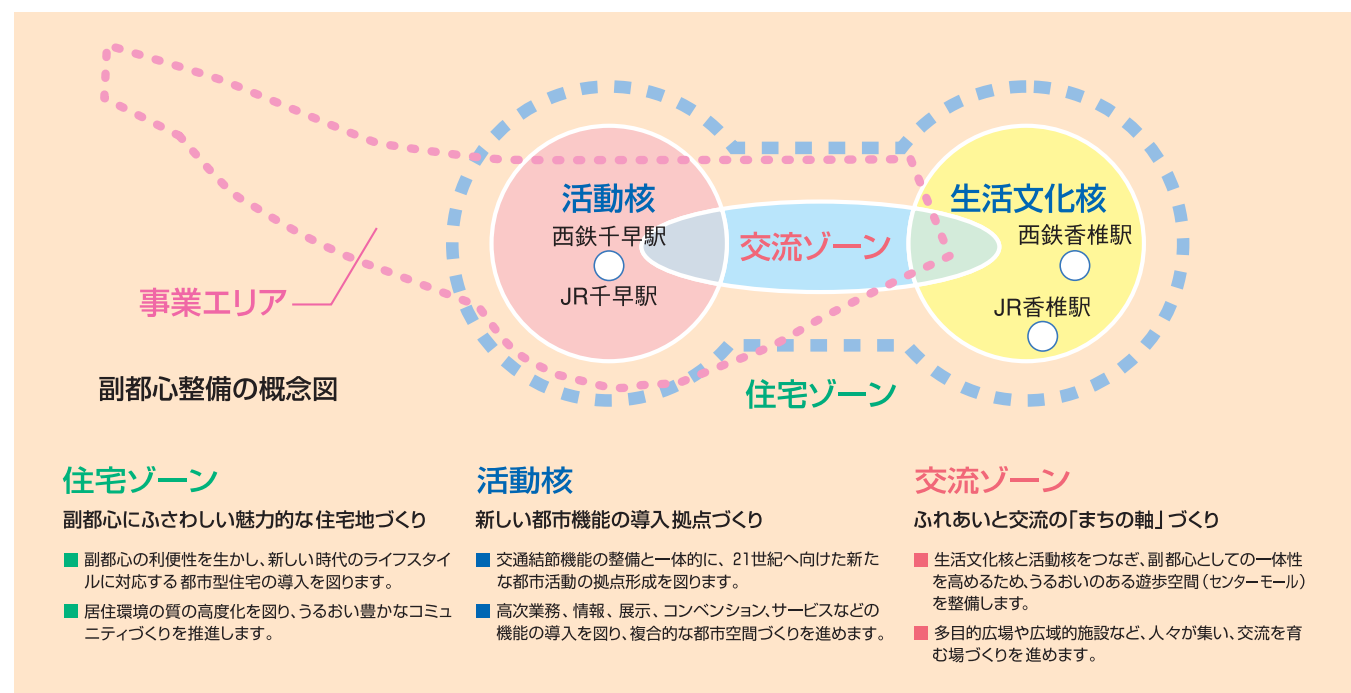 活動核
西鉄千早駅
JR千早駅
交流ゾーン
生活文化核
西鉄香椎駅
JR香椎駅
事業エリア
副都心整備の概念図
住宅ゾーン
住宅ゾーン
副都心にふさわしい魅力的な住宅地づくり
副都心の利便性を生かし、新しい時代のライフスタイ
ルに対応する都市型住宅の導入を図ります。
居住環境の質の高度化を図り、うるおい豊かなコミュ
ニティづくりを推進します。
活動核
新しい都市機能の導入拠点づくり
交通結節機能の整備と一体的に、21世紀へ向けた新た
な都市活動の拠点形成を図ります。
高次業務、情報、展示、コンベンション、サービスなどの
機能の導入を図り、複合的な都市空間づくりを進めます。
交流ゾーン
ふれあいと交流の「まちの軸」づくり
生活文化核と活動核をつなぎ、副都心としての一体性
を高めるため、うるおいのある遊歩空間(センターモール)
を整備します。
多目的広場や広域的施設など、人々が集い、交流を育
む場づくりを進めます。